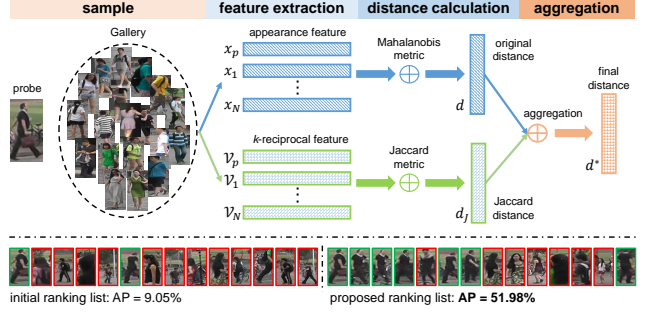 sample
feature extraction
distance calculation
aggregation
Gallery
probe
appearance feature
x_p
x_1
⋮
x_N
k-reciprocal feature
V_p
V_1
⋮
V_N
Mahalanobis
metric
Jaccard
metric
original
distance
d
d_J
Jaccard
distance
aggregation
final
distance
d*
initial ranking list: AP = 9.05%
proposed ranking list: AP = 51.98%